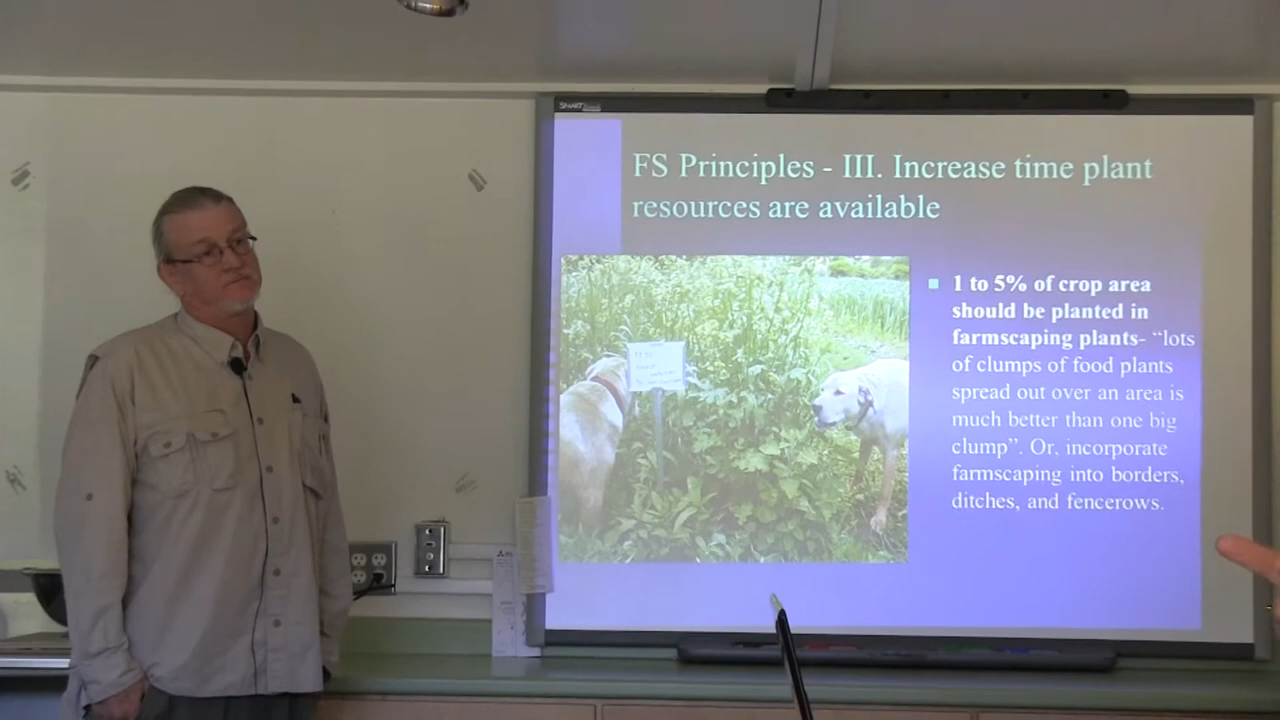 SMART
FS Principles - III. Increase time plant
resources are available
1 to 5% of crop area
should be planted in
farmscaping plants- “lots
of clumps of food plants
spread out over an area is
much better than one big
clump”. Or, incorporate
farmscaping into borders,
ditches, and fencerows.